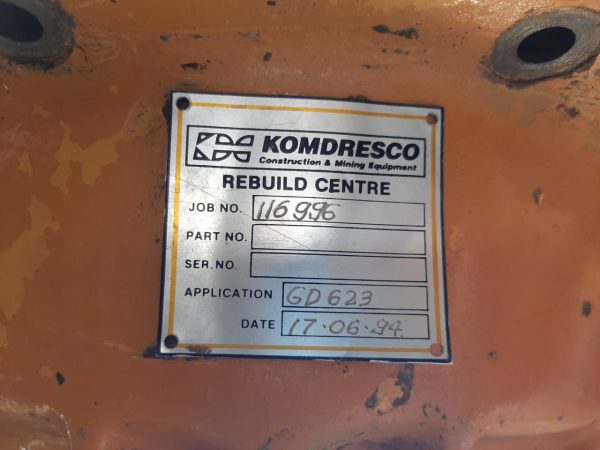 KDC KOMDRESCO
Construction & Mining Equipment
REBUILD CENTRE
JOB NO. 116996
PART NO.
SER. NO.
APPLICATION GD623
DATE 17·06·94